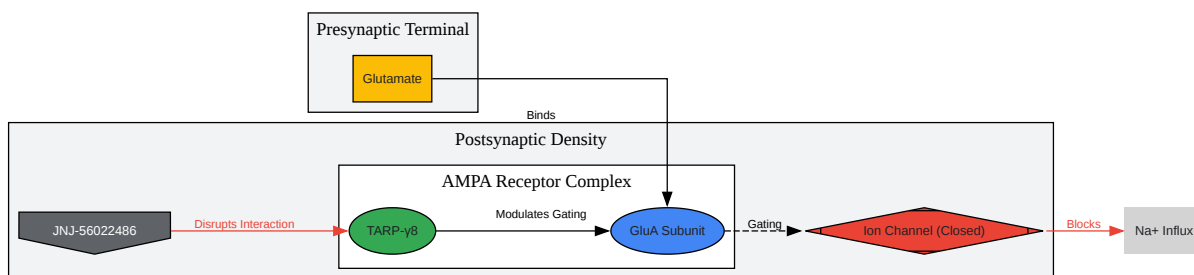 Presynaptic Terminal
Glutamate
Binds
Postsynaptic Density
AMPA Receptor Complex
JNJ-56022486
Disrupts Interaction
TARP-γ8
Modulates Gating
GluA Subunit
Gating
Ion Channel (Closed)
Blocks
Na+ Influx